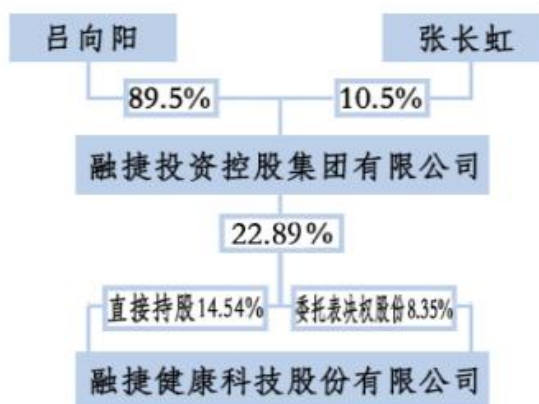 吕向阳
张长虹
89.5%
10.5%
融捷投资控股集团有限公司
22.89%
直接持股14.54%
委托表决权股份8.35%
融捷健康科技股份有限公司